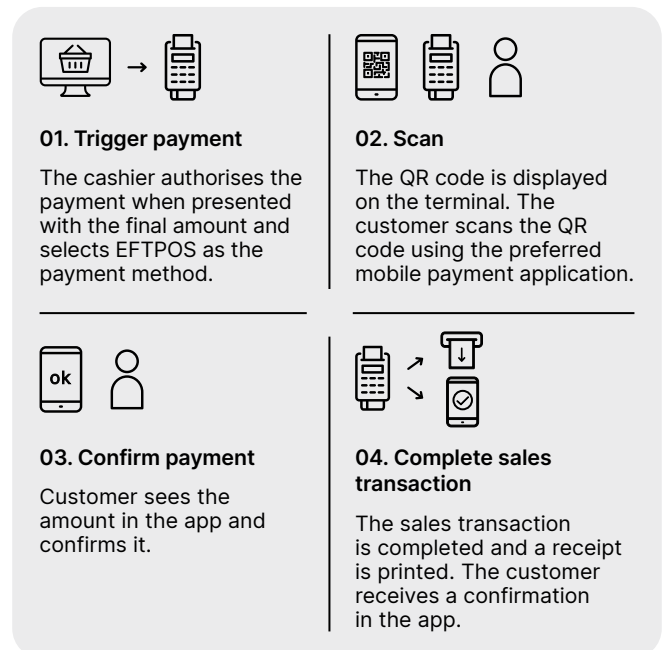 01. Trigger payment
The cashier authorises the
payment when presented
with the final amount and
selects EFTPOS as the
payment method.
02. Scan
The QR code is displayed
on the terminal. The
customer scans the QR
code using the preferred
mobile payment application.
ok
03. Confirm payment
Customer sees the
amount in the app and
confirms it.
04. Complete sales
transaction
The sales transaction
is completed and a receipt
is printed. The customer
receives a confirmation
in the app.